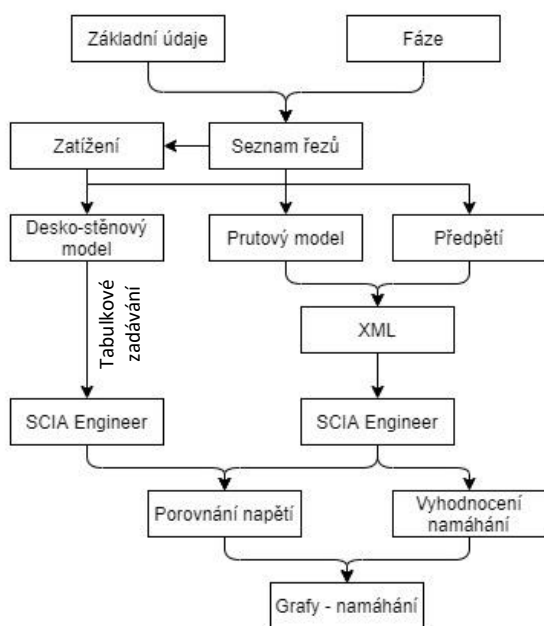 Základní údaje
Fáze
Zatížení
Seznam řezů
Desko-stěnový
model
Prutový model
Předpětí
Tabulkové
zadávání
XML
SCIA Engineer
SCIA Engineer
Porovnání napětí
Vyhodnocení
namáhání
Grafy - namáhání